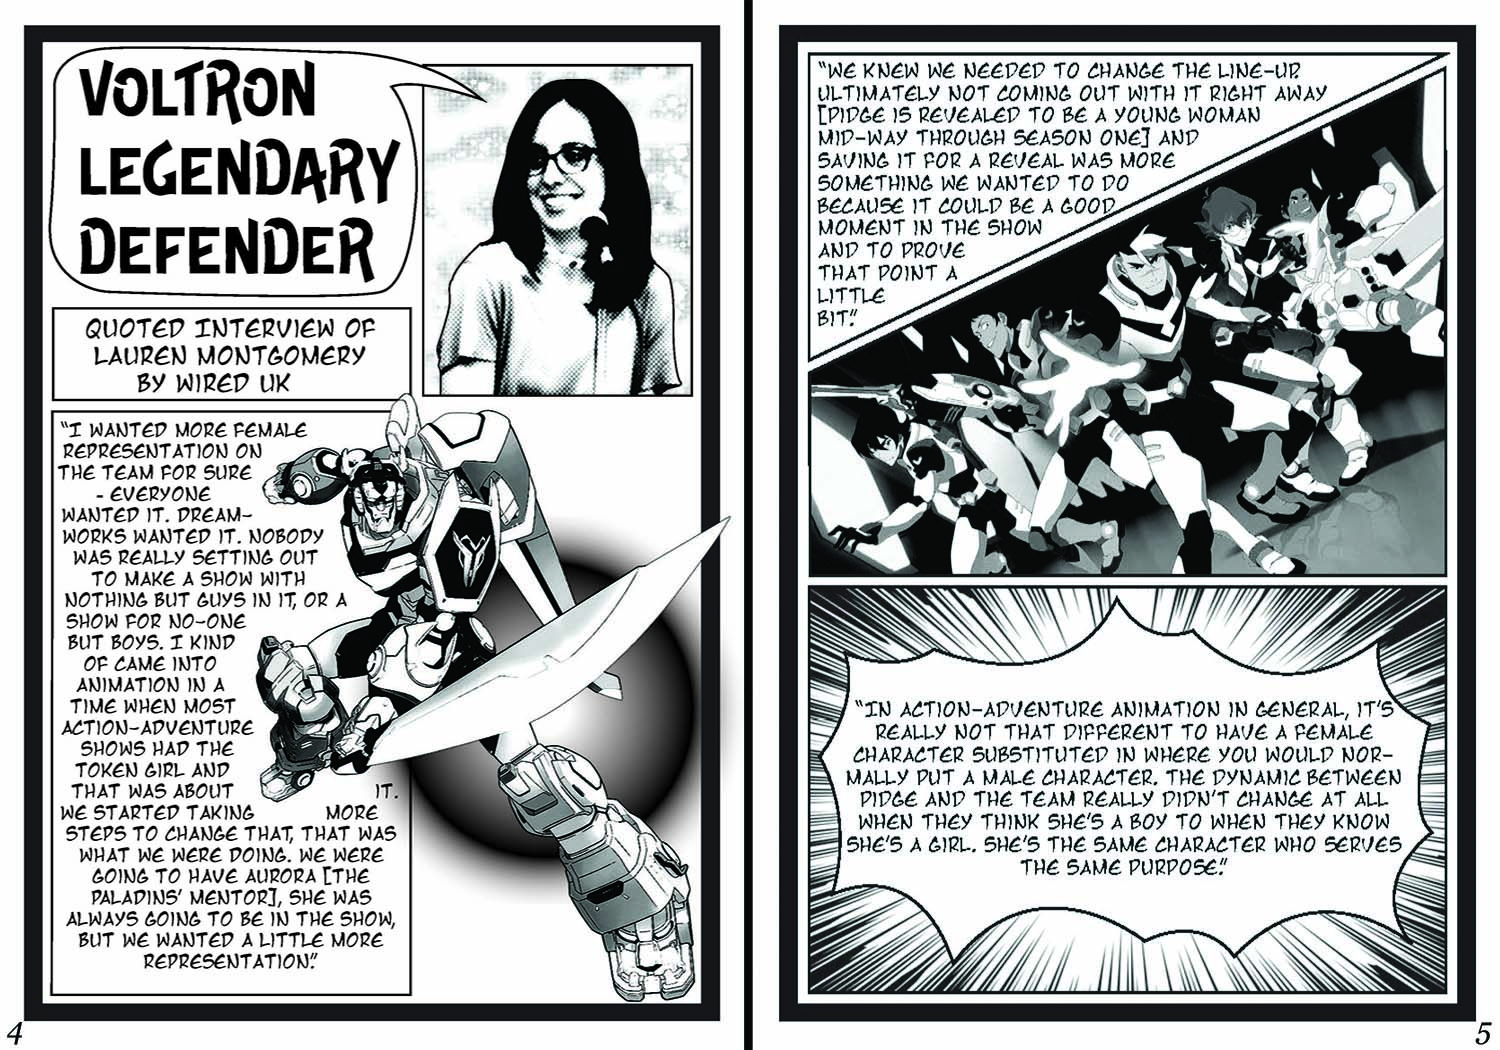 VOLTRON
LEGENDARY
DEFENDER
QUOTED INTERVIEW OF
LAUREN MONTGOMERY
BY WIRED UK
"I WANTED MORE FEMALE
REPRESENTATION ON
THE TEAM FOR SURE
- EVERYONE
WANTED IT. DREAM-
WORKS WANTED IT. NOBODY
WAS REALLY SETTING OUT
TO MAKE A SHOW WITH
NOTHING BUT GUYS IN IT, OR A
SHOW FOR NO-ONE
BUT BOYS. I KIND
OF CAME INTO
ANIMATION IN A
TIME WHEN MOST
ACTION-ADVENTURE
SHOWS HAD THE
TOKEN GIRL AND
THAT WAS ABOUT IT.
WE STARTED TAKING MORE
STEPS TO CHANGE THAT, THAT WAS
WHAT WE WERE DOING. WE WERE
GOING TO HAVE AURORA [THE
PALADINS' MENTOR], SHE WAS
ALWAYS GOING TO BE IN THE SHOW,
BUT WE WANTED A LITTLE MORE
REPRESENTATION."
4
"WE KNEW WE NEEDED TO CHANGE THE LINE-UP.
ULTIMATELY NOT COMING OUT WITH IT RIGHT AWAY
[PIDGE IS REVEALED TO BE A YOUNG WOMAN
MID-WAY THROUGH SEASON ONE] AND
SAVING IT FOR A REVEAL WAS MORE
SOMETHING WE WANTED TO DO
BECAUSE IT COULD BE A GOOD
MOMENT IN THE SHOW
AND TO PROVE
THAT POINT A
LITTLE
BIT."
"IN ACTION-ADVENTURE ANIMATION IN GENERAL, IT'S
REALLY NOT THAT DIFFERENT TO HAVE A FEMALE
CHARACTER SUBSTITUTED IN WHERE YOU WOULD NOR-
MALLY PUT A MALE CHARACTER. THE DYNAMIC BETWEEN
PIDGE AND THE TEAM REALLY DIDN'T CHANGE AT ALL
WHEN THEY THINK SHE'S A BOY TO WHEN THEY KNOW
SHE'S A GIRL. SHE'S THE SAME CHARACTER WHO SERVES
THE SAME PURPOSE."
5